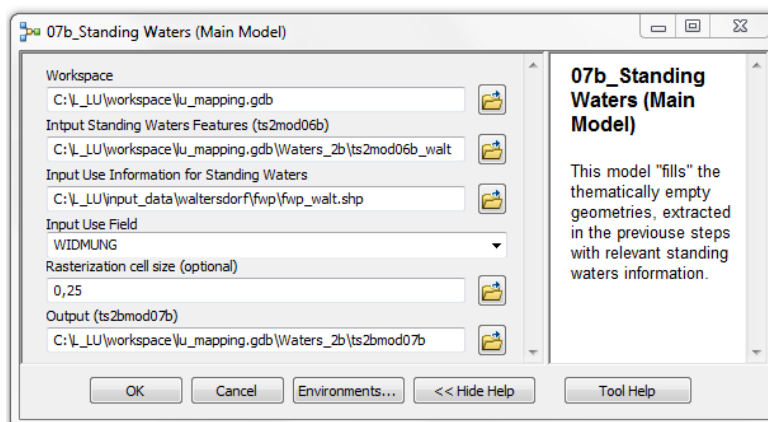 07b_Standing Waters (Main Model)
Workspace
C:\L_LU\workspace\lu_mapping.gdb
Intput Standing Waters Features (ts2mod06b)
C:\L_LU\workspace\lu_mapping.gdb\Waters_2b\ts2mod06b_walt
Input Use Information for Standing Waters
C:\L_LU\input_data\waltersdorf\fwp\fwp_walt.shp
Input Use Field
WIDMUNG
Rasterization cell size (optional)
0,25
Output (ts2bmod07b)
C:\L_LU\workspace\lu_mapping.gdb\Waters_2b\ts2bmod07b
07b_Standing
Waters (Main
Model)
This model "fills" the
thematically empty
geometries, extracted
in the previouse steps
with relevant standing
waters information.
OK
Cancel
Environments...
<< Hide Help
Tool Help